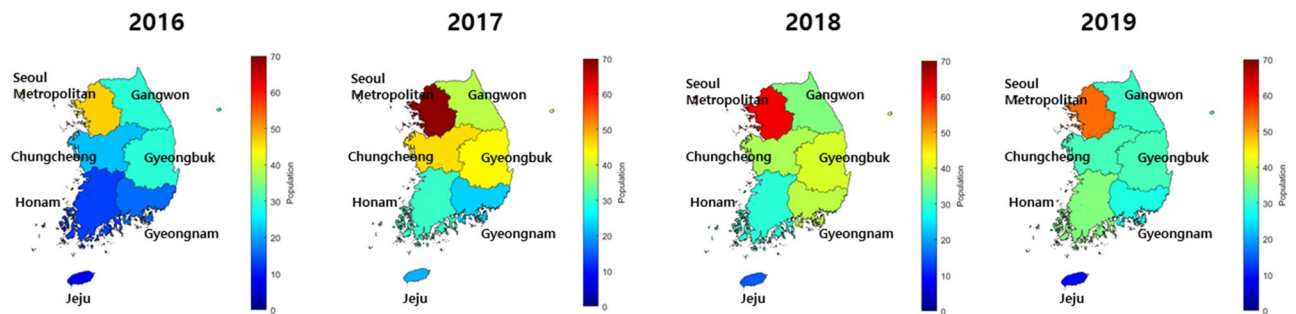 2016
Seoul
Metropolitan
Gangwon
Chungcheong
Gyeongbuk
Honam
Gyeongnam
Jeju
70
60
50
40
30
20
10
0
Population
2017
Seoul
Metropolitan
Gangwon
Chungcheong
Gyeongbuk
Honam
Gyeongnam
Jeju
70
60
50
40
30
20
10
0
Population
2018
Seoul
Metropolitan
Gangwon
Chungcheong
Gyeongbuk
Honam
Gyeongnam
Jeju
70
60
50
40
30
20
10
0
Population
2019
Seoul
Metropolitan
Gangwon
Chungcheong
Gyeongbuk
Honam
Gyeongnam
Jeju
70
60
50
40
30
20
10
0
Population